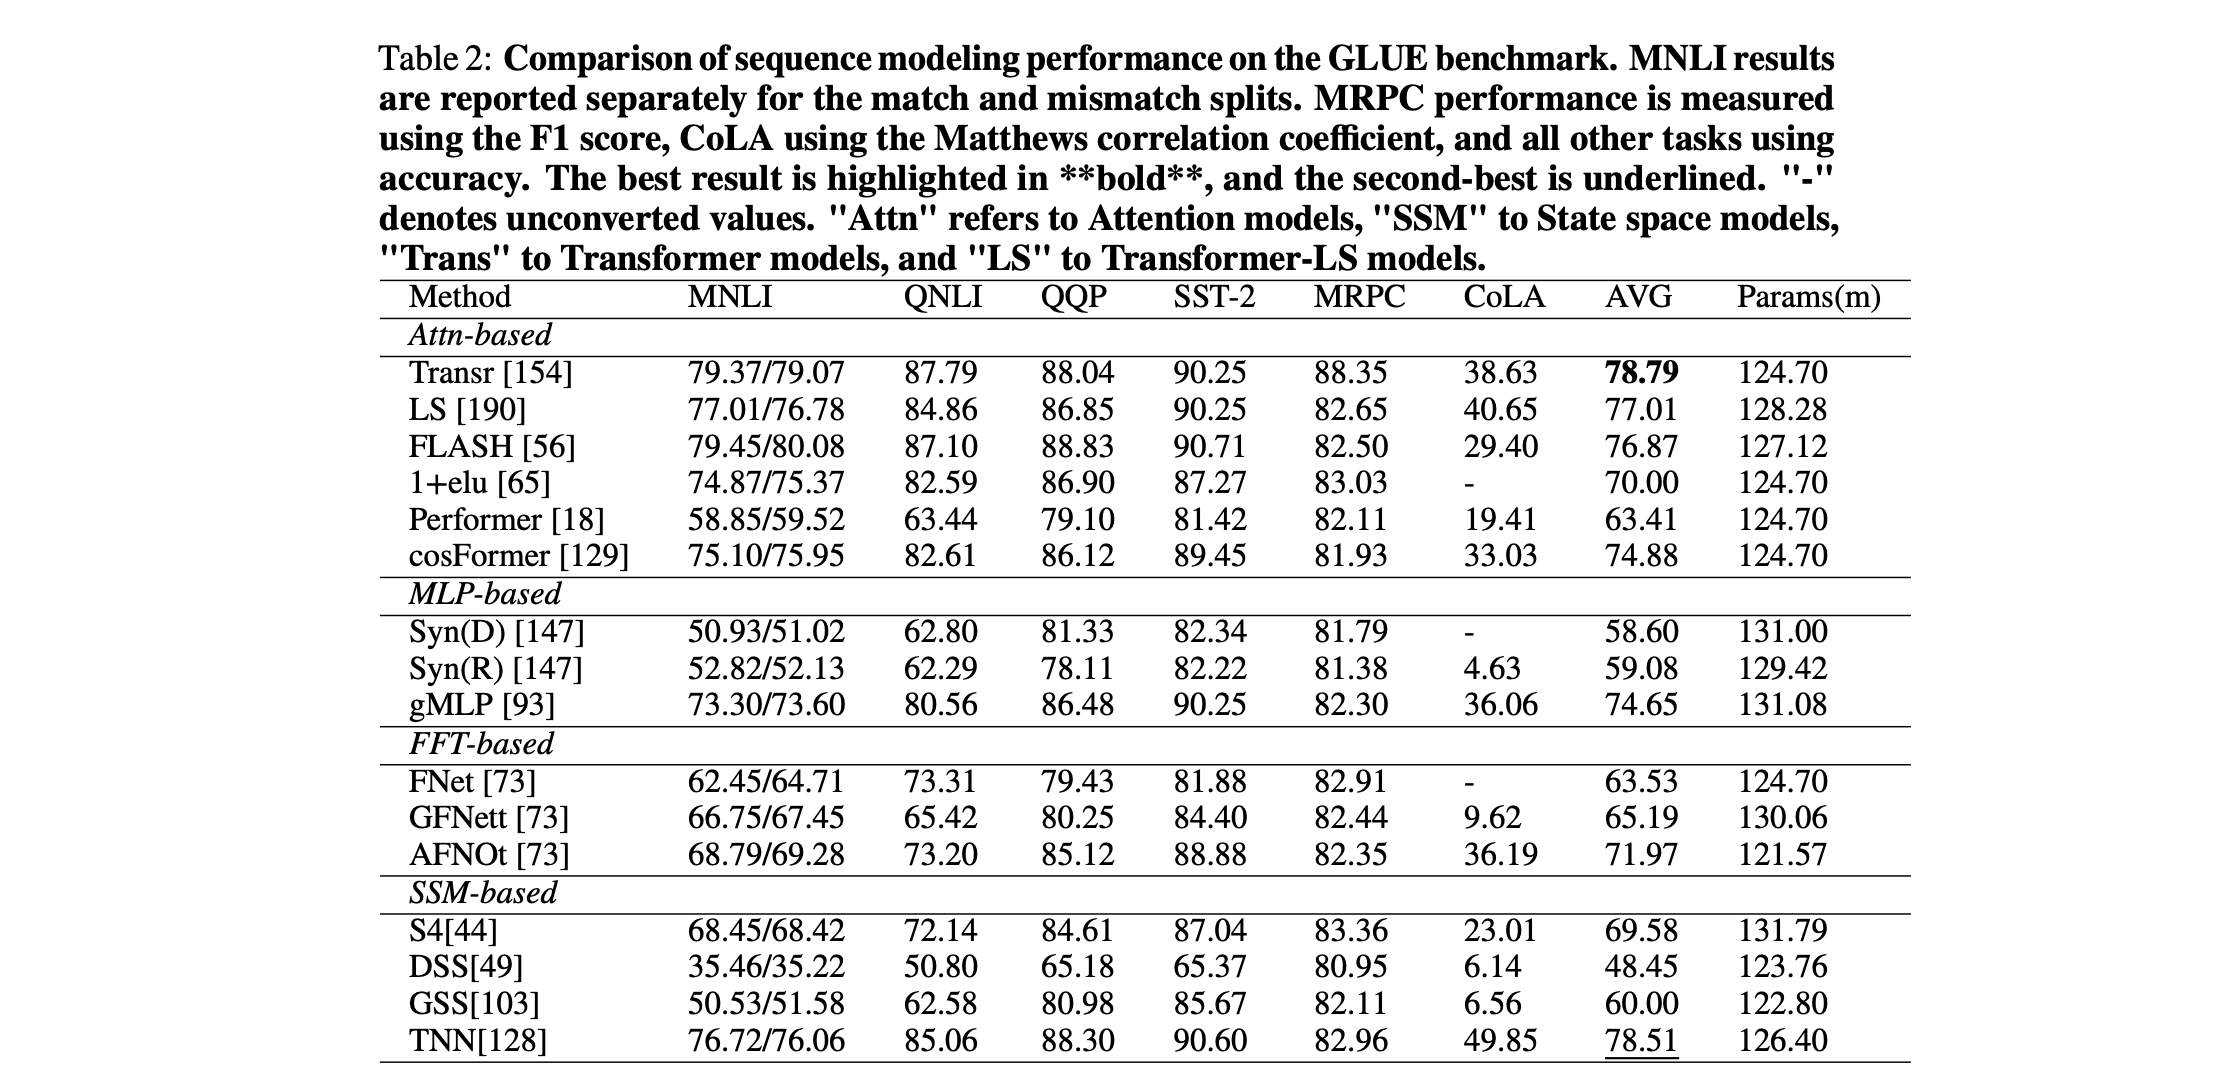 Table 2: Comparison of sequence modeling performance on the GLUE benchmark. MNLI results
are reported separately for the match and mismatch splits. MRPC performance is measured
using the F1 score, CoLA using the Matthews correlation coefficient, and all other tasks using
accuracy. The best result is highlighted in **bold**, and the second-best is underlined. "-"
denotes unconverted values. "Attn" refers to Attention models, "SSM" to State space models,
"Trans" to Transformer models, and "LS" to Transformer-LS models.
Method MNLI QNLI QQP SST-2 MRPC CoLA AVG Params(m)
Attn-based
Transr [154] 79.37/79.07 87.79 88.04 90.25 88.35 38.63 78.79 124.70
LS [190] 77.01/76.78 84.86 86.85 90.25 82.65 40.65 77.01 128.28
FLASH [56] 79.45/80.08 87.10 88.83 90.71 82.50 29.40 76.87 127.12
1+elu [65] 74.87/75.37 82.59 86.90 87.27 83.03 - 70.00 124.70
Performer [18] 58.85/59.52 63.44 79.10 81.42 82.11 19.41 63.41 124.70
cosFormer [129] 75.10/75.95 82.61 86.12 89.45 81.93 33.03 74.88 124.70
MLP-based
Syn(D) [147] 50.93/51.02 62.80 81.33 82.34 81.79 - 58.60 131.00
Syn(R) [147] 52.82/52.13 62.29 78.11 82.22 81.38 4.63 59.08 129.42
gMLP [93] 73.30/73.60 80.56 86.48 90.25 82.30 36.06 74.65 131.08
FFT-based
FNet [73] 62.45/64.71 73.31 79.43 81.88 82.91 - 63.53 124.70
GFNett [73] 66.75/67.45 65.42 80.25 84.40 82.44 9.62 65.19 130.06
AFNOt [73] 68.79/69.28 73.20 85.12 88.88 82.35 36.19 71.97 121.57
SSM-based
S4[44] 68.45/68.42 72.14 84.61 87.04 83.36 23.01 69.58 131.79
DSS[49] 35.46/35.22 50.80 65.18 65.37 80.95 6.14 48.45 123.76
GSS[103] 50.53/51.58 62.58 80.98 85.67 82.11 6.56 60.00 122.80
TNN[128] 76.72/76.06 85.06 88.30 90.60 82.96 49.85 78.51 126.40